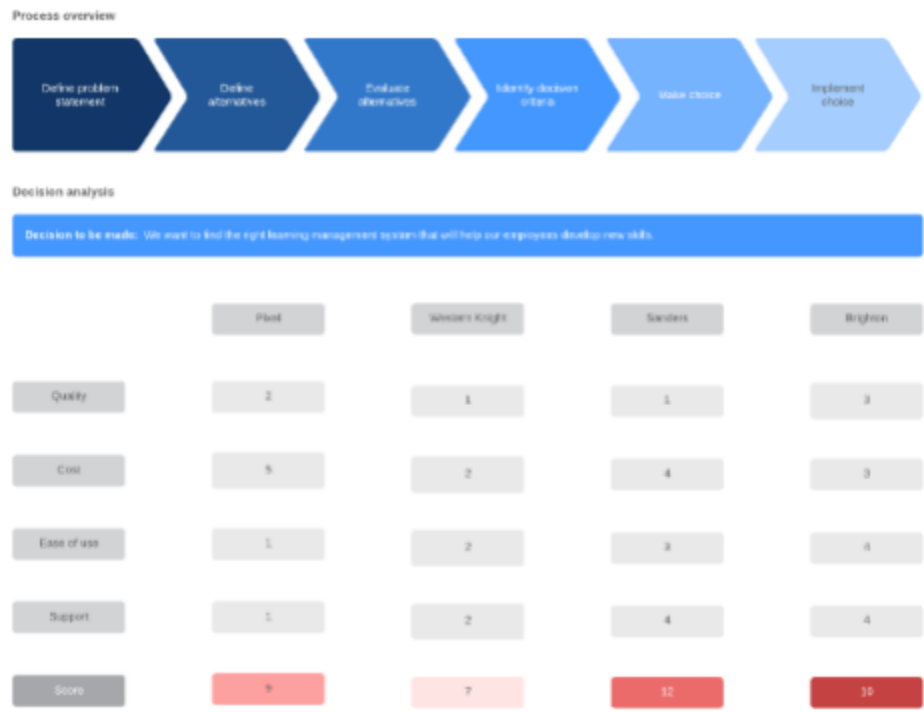 Process overview
Define problem
statement
Define
alternatives
Evaluate
alternatives
Identify decision
criteria
Make choice
Implement
choice
Decision analysis
Decision to be made: We want to find the right learning management system that will help our employees develop new skills.
Pixel Western Knight Sanders Brighton
Quality 2 1 1 3
Cost 5 2 4 3
Ease of use 1 2 3 4
Support 1 2 4 4
Score 9 7 12